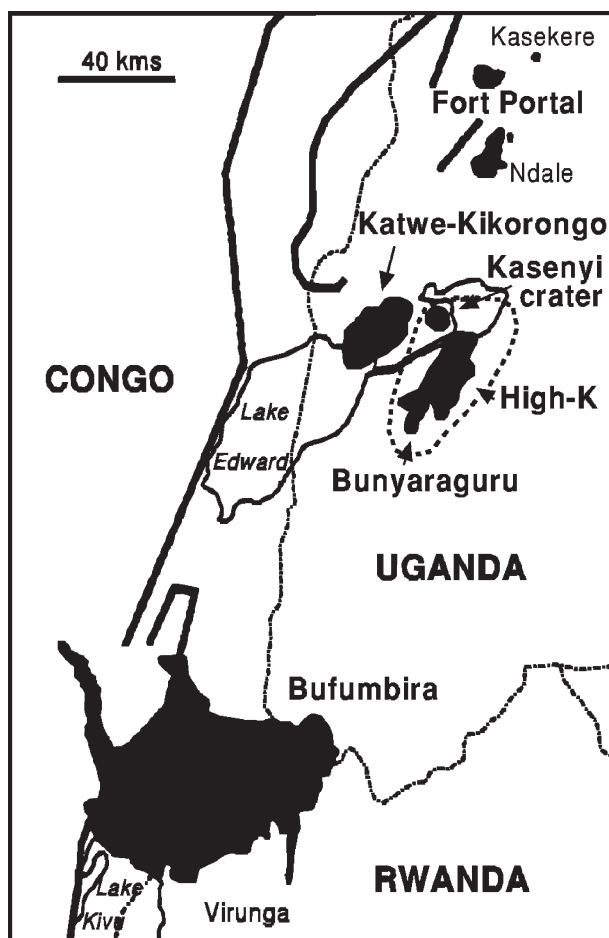 Kasekere
40 kms
Fort Portal
Ndale
Katwe-Kikorongo
Kasenyi
crater
CONGO
High-K
Lake
Edward
Bunyaraguru
UGANDA
Bufumbira
Lake
Kivu
Virunga
RWANDA